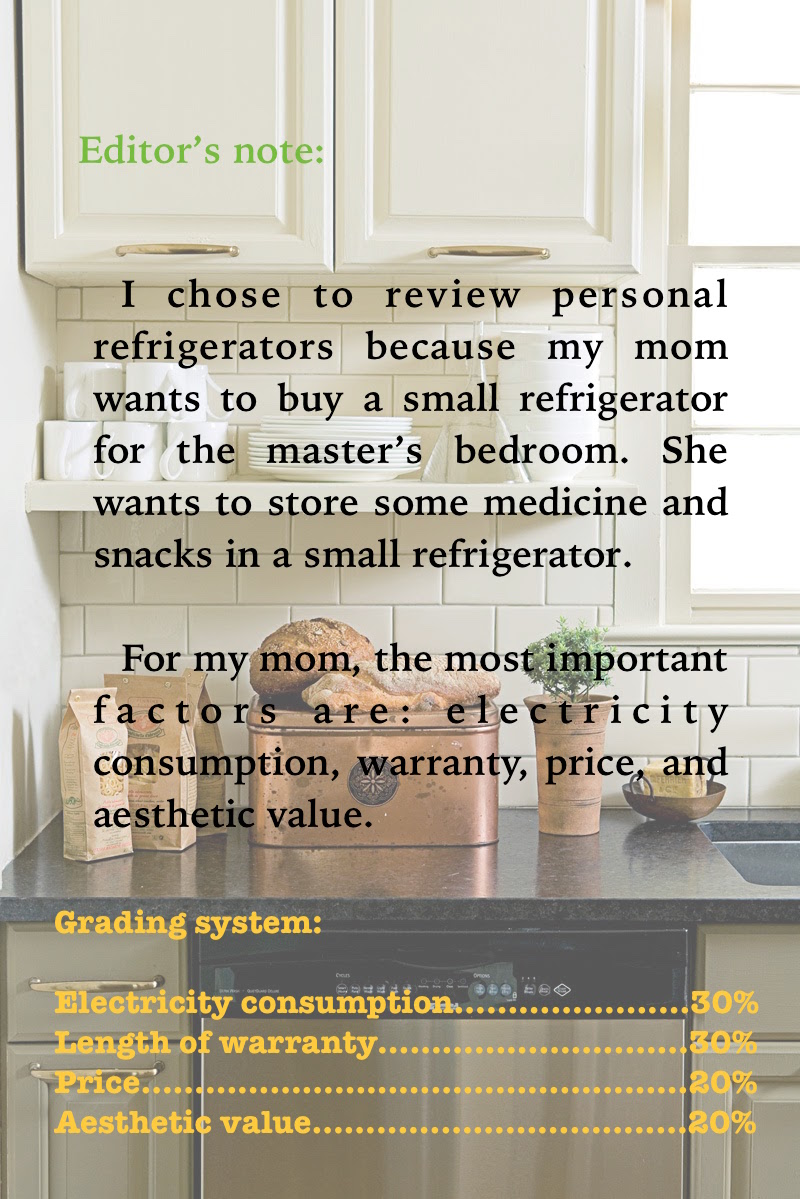 Editor's note:
I chose to review personal
refrigerators because my mom
wants to buy a small refrigerator
for the master's bedroom. She
wants to store some medicine and
snacks in a small refrigerator.
For my mom, the most important
factors are: electricity
consumption, warranty, price, and
aesthetic value.
Grading system:
Electricity consumption......................30%
Length of warranty.............................30%
Price...................................................20%
Aesthetic value...................................20%